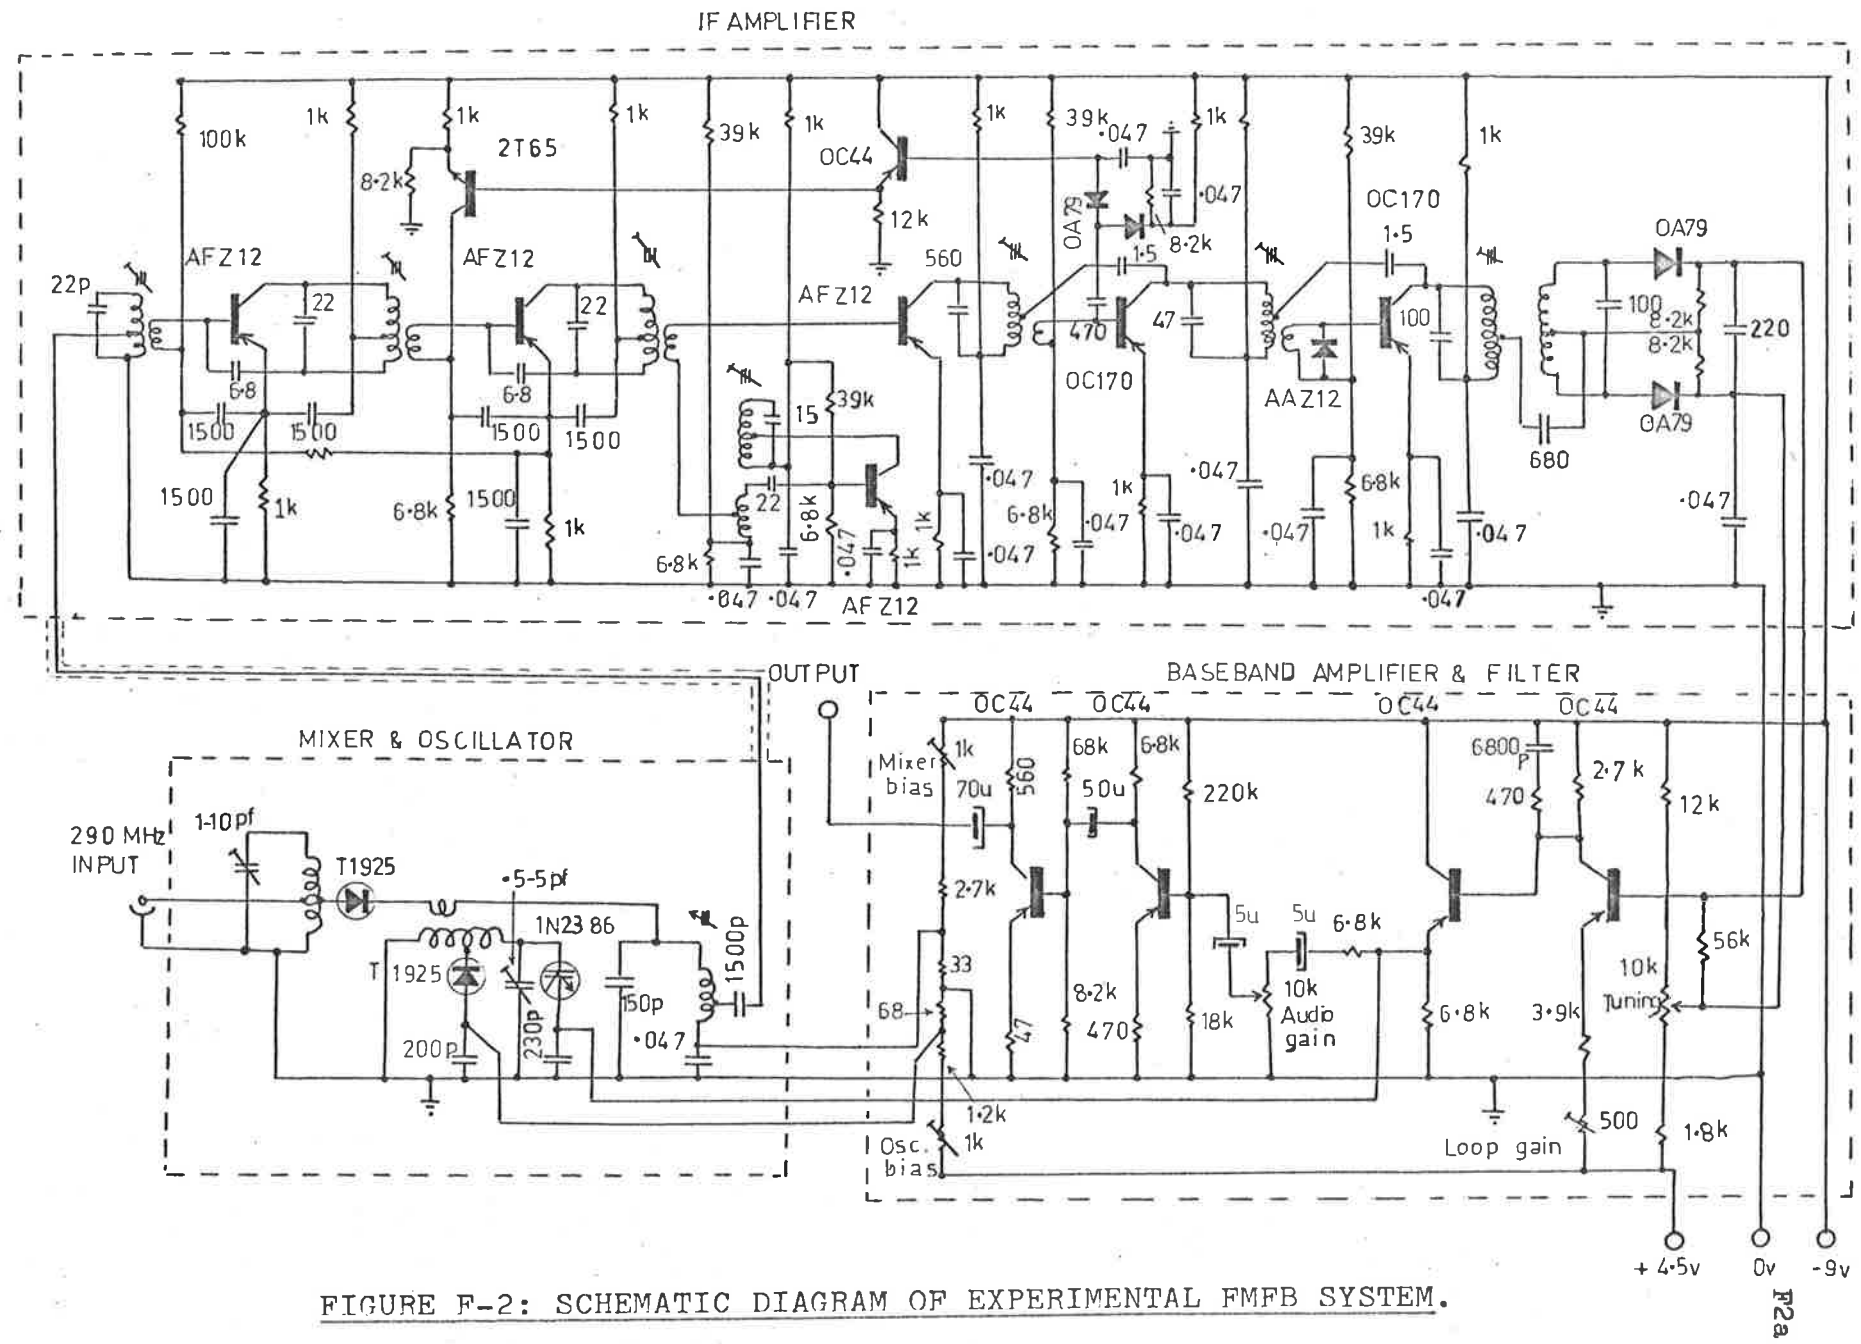 IF AMPLIFIER
100k
1k
1k
2T65
8.2k
1k
39k
1k
OC44
12k
1k
39k
.047
1k
.047
OA79
8.2k
1.5
39k
OC170
1.5
1k
OA79
22p
AFZ12
22
AFZ12
22
AFZ12
560
470
OC170
47
AAZ12
100
100
8.2k
8.2k
220
OA79
680
6.8
1500
1500
6.8
1500
1500
15
39k
1500
1k
6.8k
1500
1k
22
6.8k
6.8k
.047
1k
.047
.047
AFZ12
1k
.047
.047
6.8k
.047
1k
.047
.047
.047
6.8k
1k
.047
.047
.047
OUTPUT
BASEBAND AMPLIFIER & FILTER
MIXER & OSCILLATOR
OC44
OC44
OC44
OC44
Mixer
bias
1k
70u
560
68k
50u
6.8k
220k
6800
p
470
2.7k
12k
290 MHz
INPUT
1-10pf
T1925
.5-5pf
1N23 86
T 1925
200p
230p
150p
1500p
.047
2.7k
33
68
47
8.2k
470
18k
5u
5u
6.8k
10k
Audio
gain
6.8k
3.9k
10k
Tuning
56k
1.2k
Osc.
bias
1k
Loop gain
500
1.8k
+ 4.5v
0v
-9v
FIGURE F-2: SCHEMATIC DIAGRAM OF EXPERIMENTAL FMFB SYSTEM.
F2a